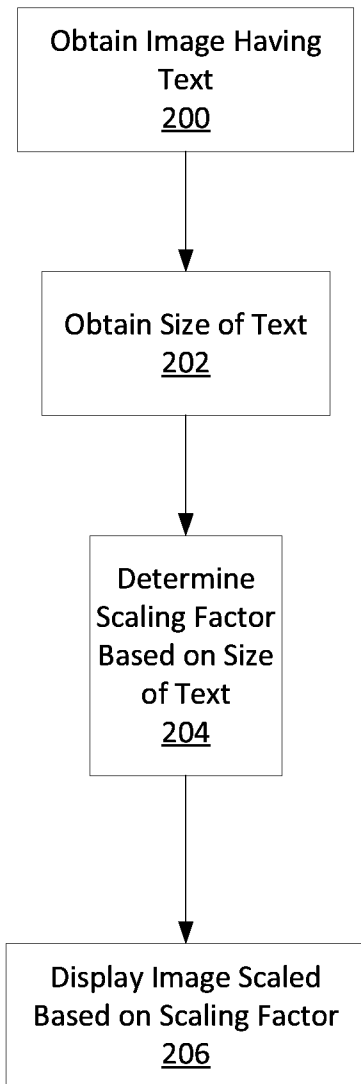 Obtain Image Having
Text
200
Obtain Size of Text
202
Determine
Scaling Factor
Based on Size
of Text
204
Display Image Scaled
Based on Scaling Factor
206